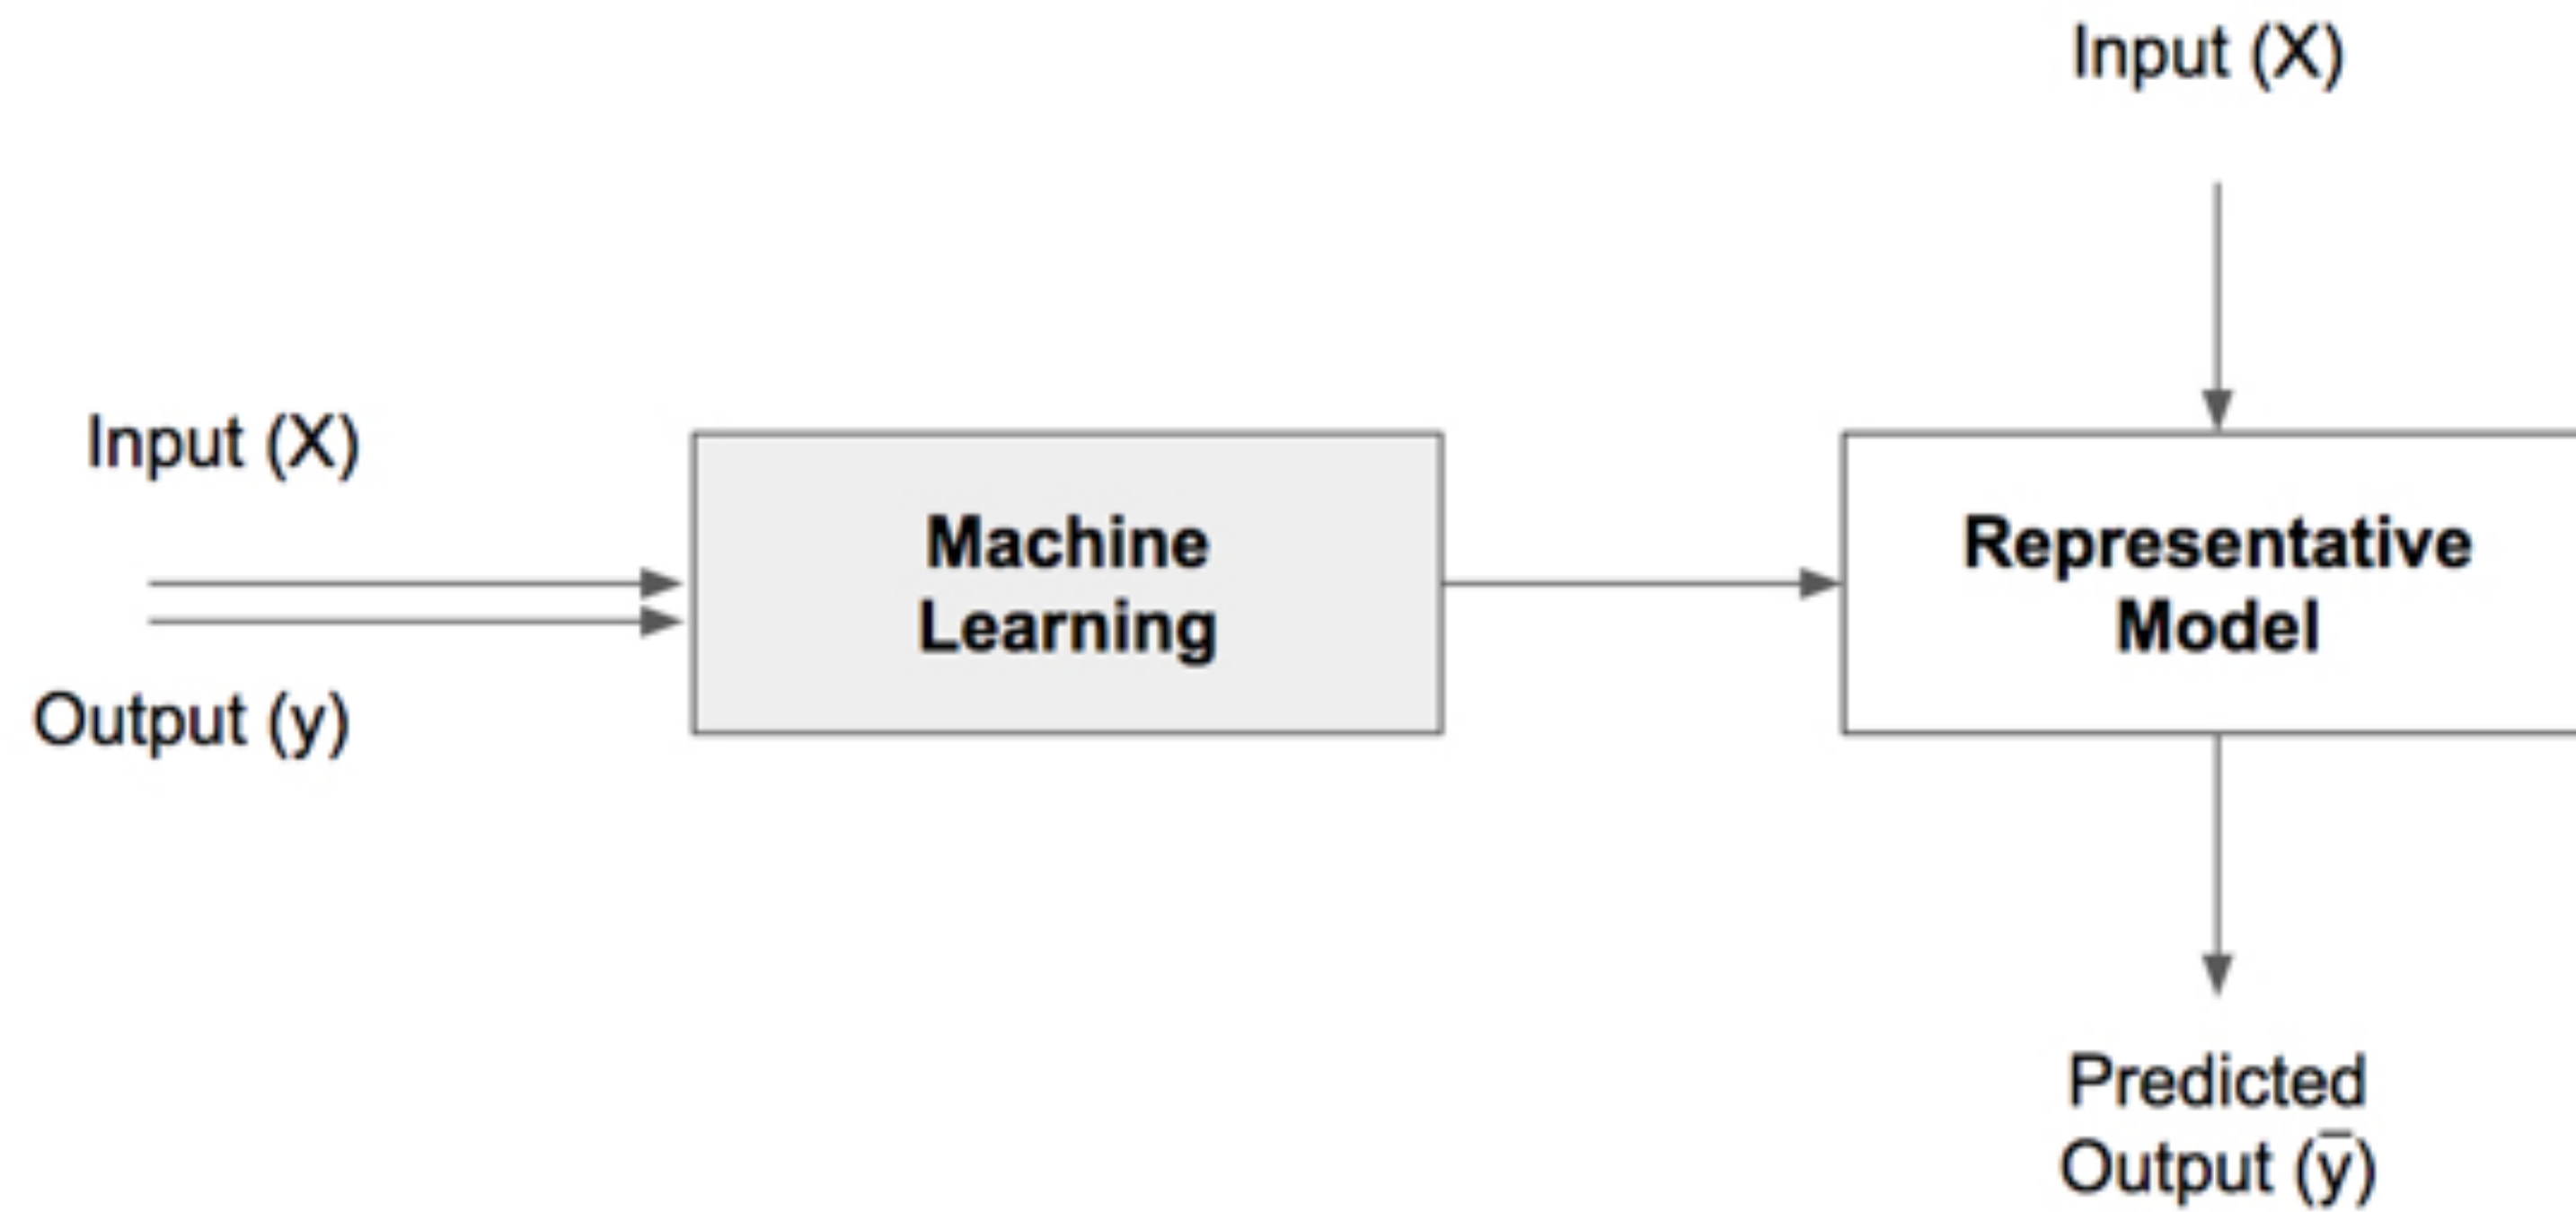 Input (X)
Input (X)
Machine
Learning
Representative
Model
Output (y)
Predicted
Output (y̅)